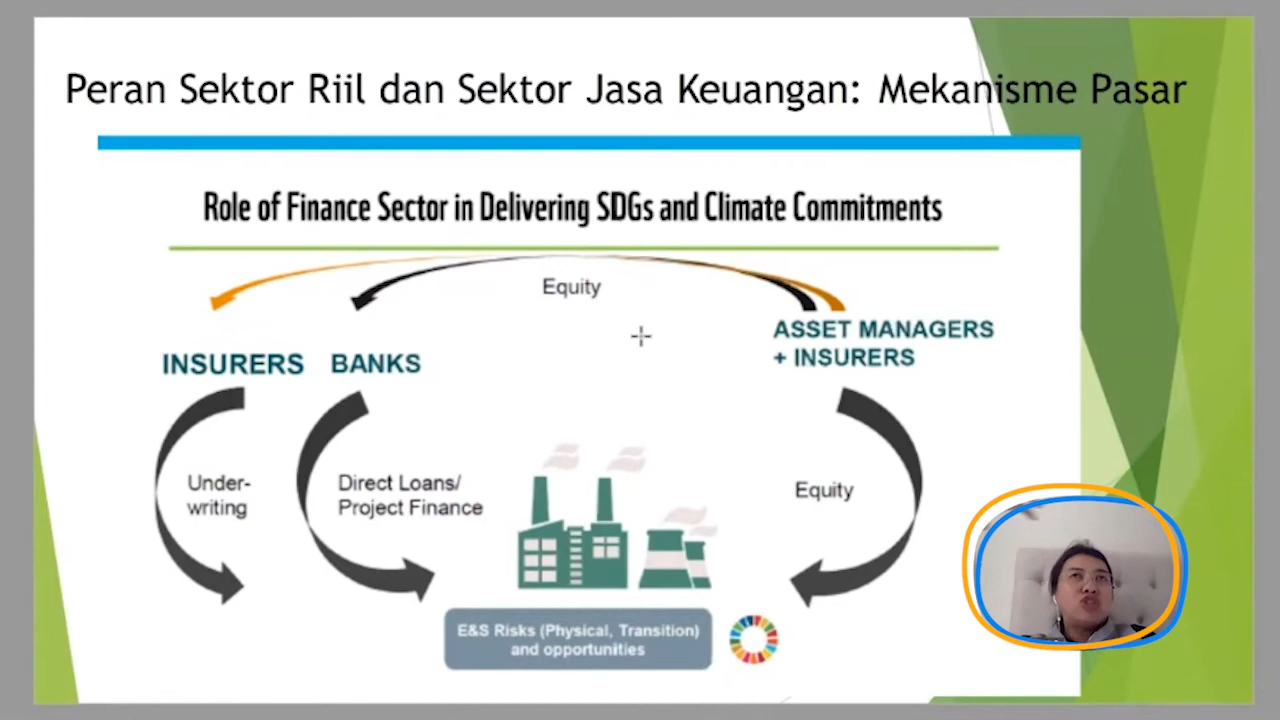 Peran Sektor Riil dan Sektor Jasa Keuangan: Mekanisme Pasar
Role of Finance Sector in Delivering SDGs and Climate Commitments
Equity
INSURERS
BANKS
ASSET MANAGERS
+ INSURERS
Under-
writing
Direct Loans/
Project Finance
Equity
E&S Risks (Physical, Transition)
and opportunities